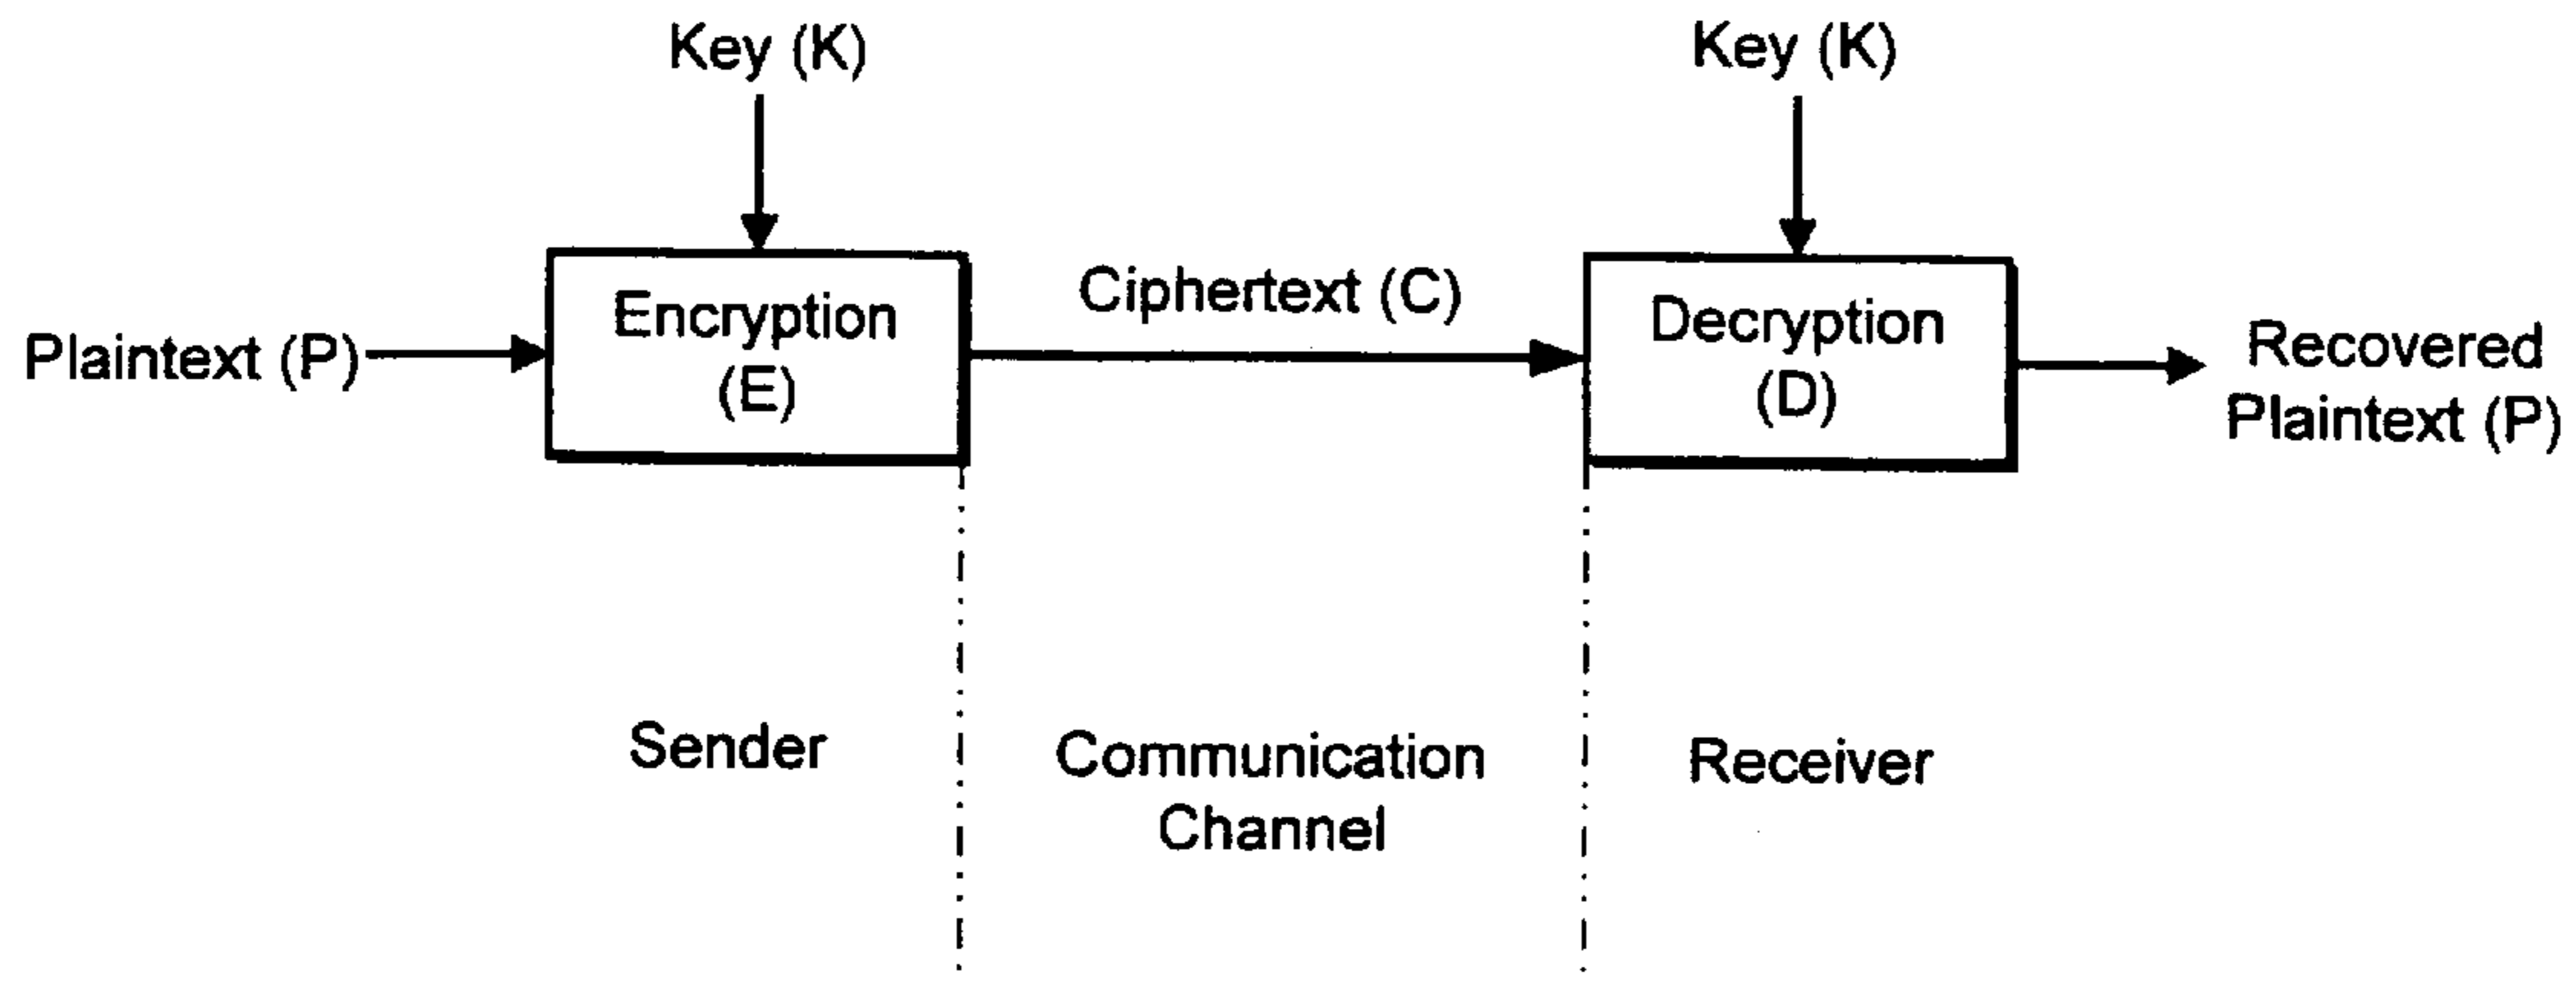 Key (K)
Key (K)
Plaintext (P)
Encryption
(E)
Ciphertext (C)
Decryption
(D)
Recovered
Plaintext (P)
Sender
Communication
Channel
Receiver